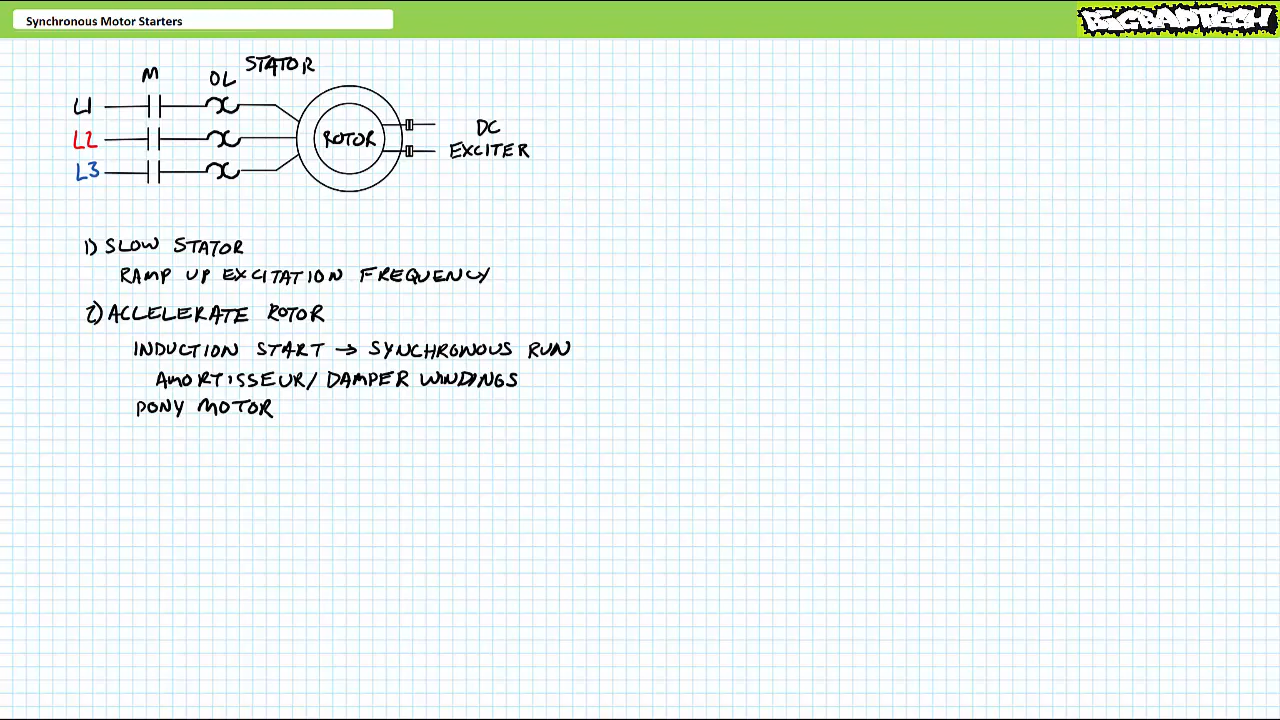 Synchronous Motor Starters
BIGBADTECH
M
OL
STATOR
L1
L2
L3
ROTOR
DC
EXCITER
1) SLOW STATOR
RAMP UP EXCITATION FREQUENCY
2) ACCELERATE ROTOR
INDUCTION START → SYNCHRONOUS RUN
AMORTISSEUR/ DAMPER WINDINGS
PONY MOTOR